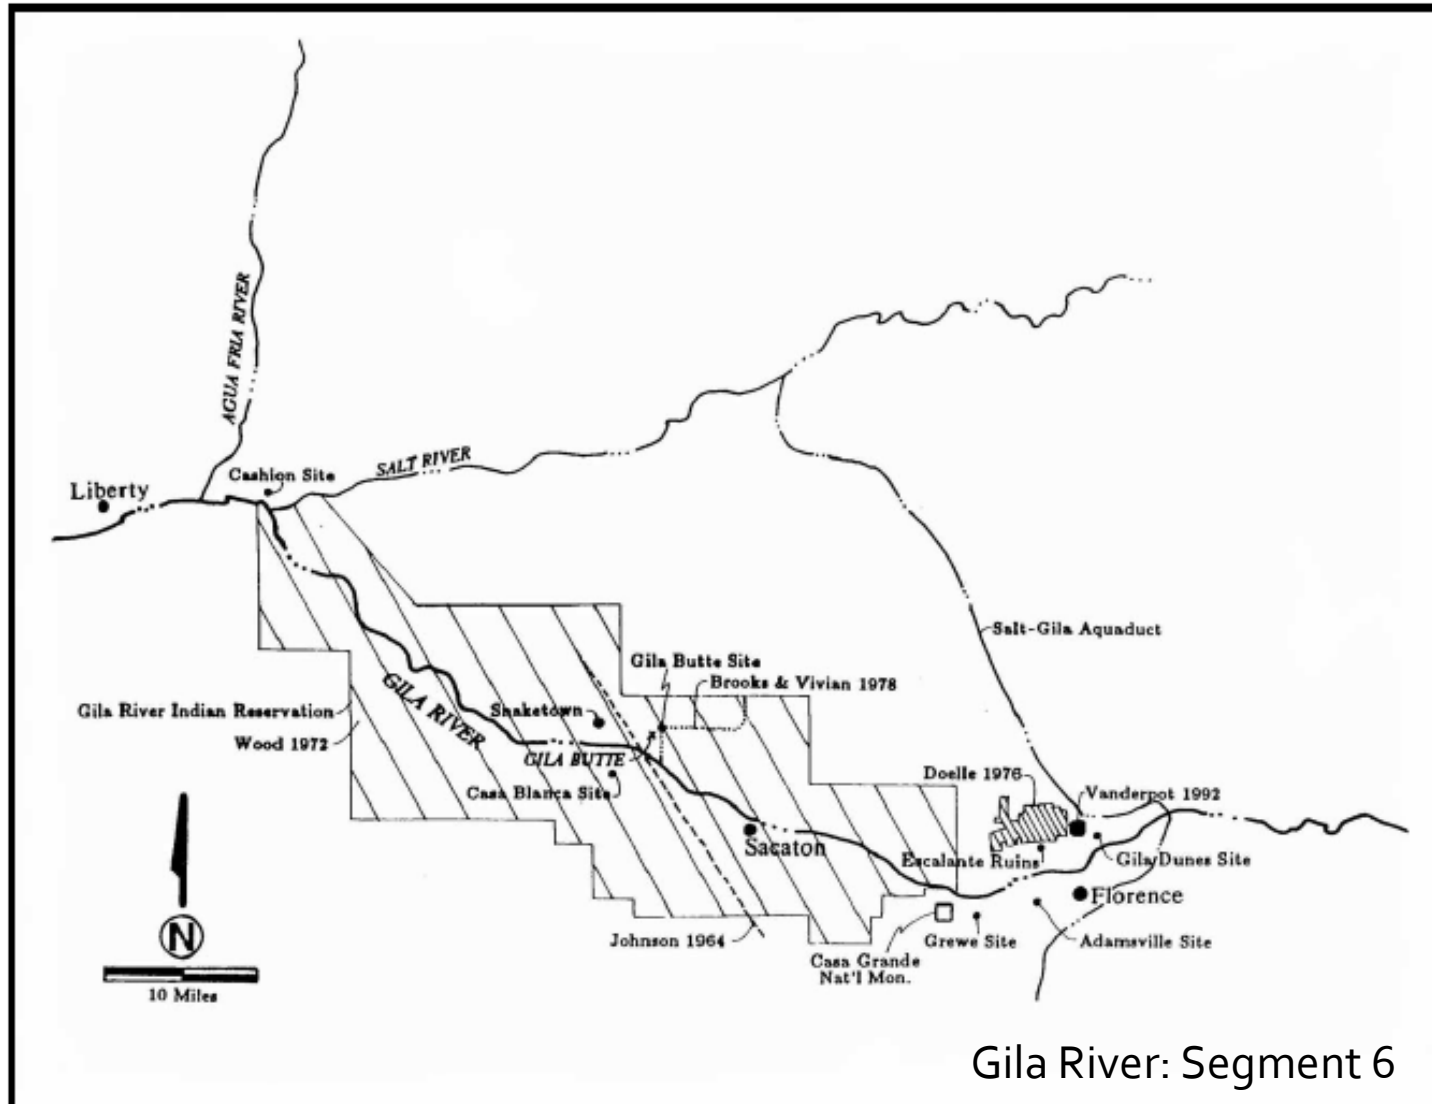 AGUA FRIA RIVER
SALT RIVER
Cashion Site
Liberty
Salt-Gila Aquaduct
Gila Butte Site
Brooks & Vivian 1978
GILA RIVER
Snaketown
Gila River Indian Reservation
Wood 1972
GILA BUTTE
Casa Blanca Site
Doelle 1976
Vanderpot 1992
Sacaton
Escalante Ruins
Gila Dunes Site
Florence
Johnson 1964
Grewe Site
Adamsville Site
Casa Grande
Nat'l Mon.
N
10 Miles
Gila River: Segment 6